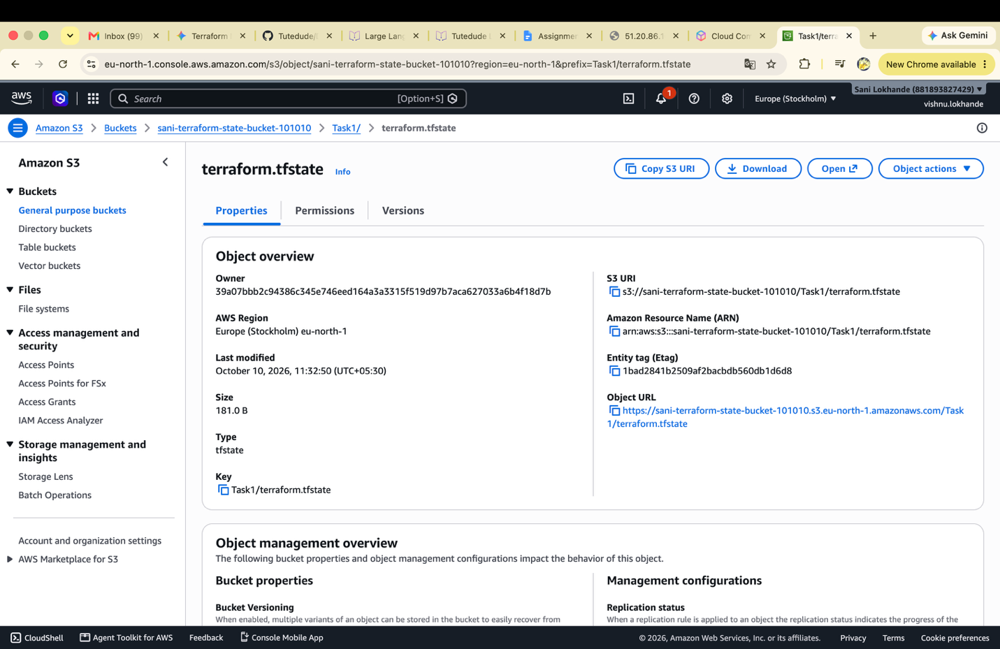 Inbox (99)
Terraform
Tutedude/
Large Lan
Tutedude
Assignmen
51.20.86.1
Cloud Con
Task1/terra
Ask Gemini
eu-north-1.console.aws.amazon.com/s3/object/sani-terraform-state-bucket-101010?region=eu-north-1&prefix=Task1/terraform.tfstate
New Chrome available
aws
Search
[Option+S]
1
Europe (Stockholm)
Sani Lokhande (881893827429)
vishnu.lokhande
Amazon S3
Buckets
sani-terraform-state-bucket-101010
Task1/
terraform.tfstate
Amazon S3
Buckets
General purpose buckets
Directory buckets
Table buckets
Vector buckets
Files
File systems
Access management and
security
Access Points
Access Points for FSx
Access Grants
IAM Access Analyzer
Storage management and
insights
Storage Lens
Batch Operations
Account and organization settings
AWS Marketplace for S3
terraform.tfstate
Info
Copy S3 URI
Download
Open
Object actions
Properties
Permissions
Versions
Object overview
Owner
39a07bbb2c94386c345e746eed164a3a3315f519d97b7aca627033a6b4f18d7b
AWS Region
Europe (Stockholm) eu-north-1
Last modified
October 10, 2026, 11:32:50 (UTC+05:30)
Size
181.0 B
Type
tfstate
Key
Task1/terraform.tfstate
S3 URI
s3://sani-terraform-state-bucket-101010/Task1/terraform.tfstate
Amazon Resource Name (ARN)
arn:aws:s3:::sani-terraform-state-bucket-101010/Task1/terraform.tfstate
Entity tag (Etag)
1bad2841b2509af2bacbdb560db1d6d8
Object URL
https://sani-terraform-state-bucket-101010.s3.eu-north-1.amazonaws.com/Task
1/terraform.tfstate
Object management overview
The following bucket properties and object management configurations impact the behavior of this object.
Bucket properties
Bucket Versioning
When enabled, multiple variants of an object can be stored in the bucket to easily recover from
Management configurations
Replication status
When a replication rule is applied to an object the replication status indicates the progress of the
CloudShell
Agent Toolkit for AWS
Feedback
Console Mobile App
© 2026, Amazon Web Services, Inc. or its affiliates.
Privacy
Terms
Cookie preferences